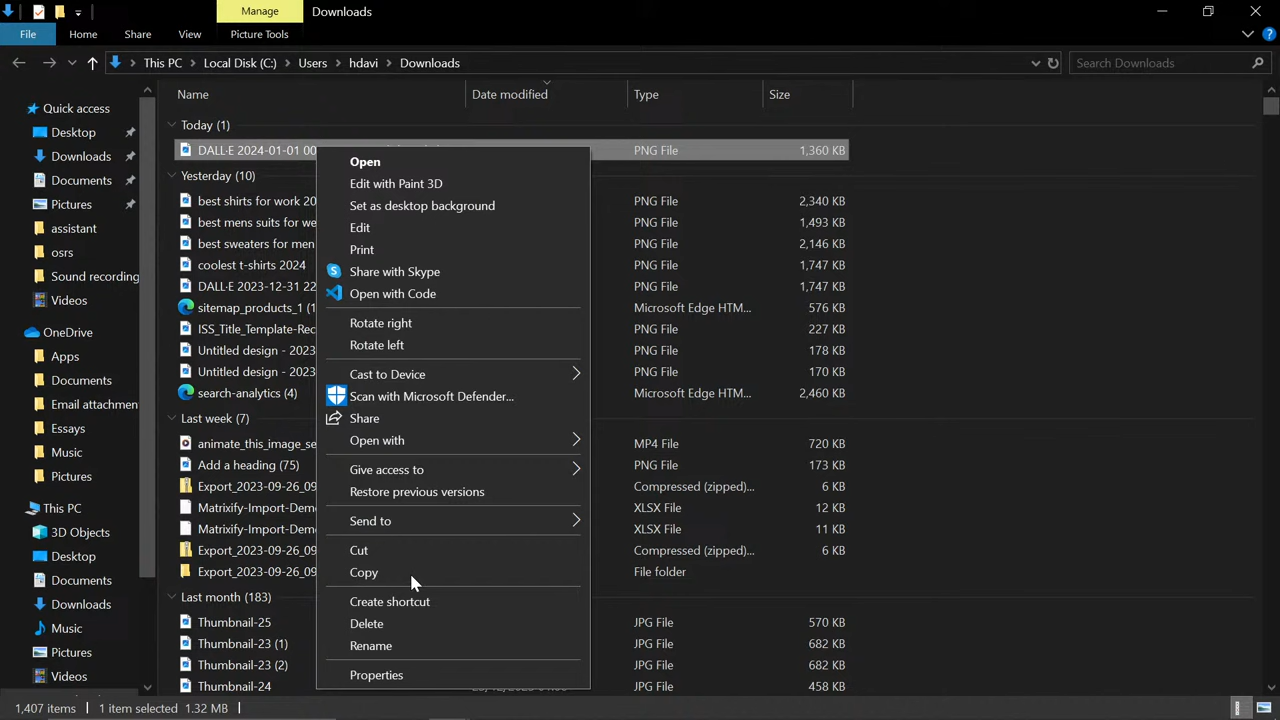 Manage
Downloads
File
Home
Share
View
Picture Tools
This PC
Local Disk (C:)
Users
hdavi
Downloads
Search Downloads
Name
Date modified
Type
Size
Quick access
Desktop
Downloads
Documents
Pictures
assistant
osrs
Sound recording
Videos
OneDrive
Apps
Documents
Email attachmen
Essays
Music
Pictures
This PC
3D Objects
Desktop
Documents
Downloads
Music
Pictures
Videos
Today (1)
DALL·E 2024-01-01 00
PNG File
1,360 KB
Yesterday (10)
best shirts for work 20
PNG File
2,340 KB
best mens suits for we
PNG File
1,493 KB
best sweaters for men
PNG File
2,146 KB
coolest t-shirts 2024
PNG File
1,747 KB
DALL·E 2023-12-31 22
PNG File
1,747 KB
sitemap_products_1 (1
Microsoft Edge HTM...
576 KB
ISS_Title_Template-Rec
PNG File
227 KB
Untitled design - 2023
PNG File
178 KB
Untitled design - 2023
PNG File
170 KB
search-analytics (4)
Microsoft Edge HTM...
2,460 KB
Last week (7)
animate_this_image_se
MP4 File
720 KB
Add a heading (75)
PNG File
173 KB
Export_2023-09-26_09
Compressed (zipped)...
6 KB
Matrixify-Import-Dem
XLSX File
12 KB
Matrixify-Import-Dem
XLSX File
11 KB
Export_2023-09-26_09
Compressed (zipped)...
6 KB
Export_2023-09-26_09
File folder
Last month (183)
Thumbnail-25
JPG File
570 KB
Thumbnail-23 (1)
JPG File
682 KB
Thumbnail-23 (2)
JPG File
682 KB
Thumbnail-24
JPG File
458 KB
Open
Edit with Paint 3D
Set as desktop background
Edit
Print
Share with Skype
Open with Code
Rotate right
Rotate left
Cast to Device
Scan with Microsoft Defender...
Share
Open with
Give access to
Restore previous versions
Send to
Cut
Copy
Create shortcut
Delete
Rename
Properties
1,407 items
1 item selected 1.32 MB